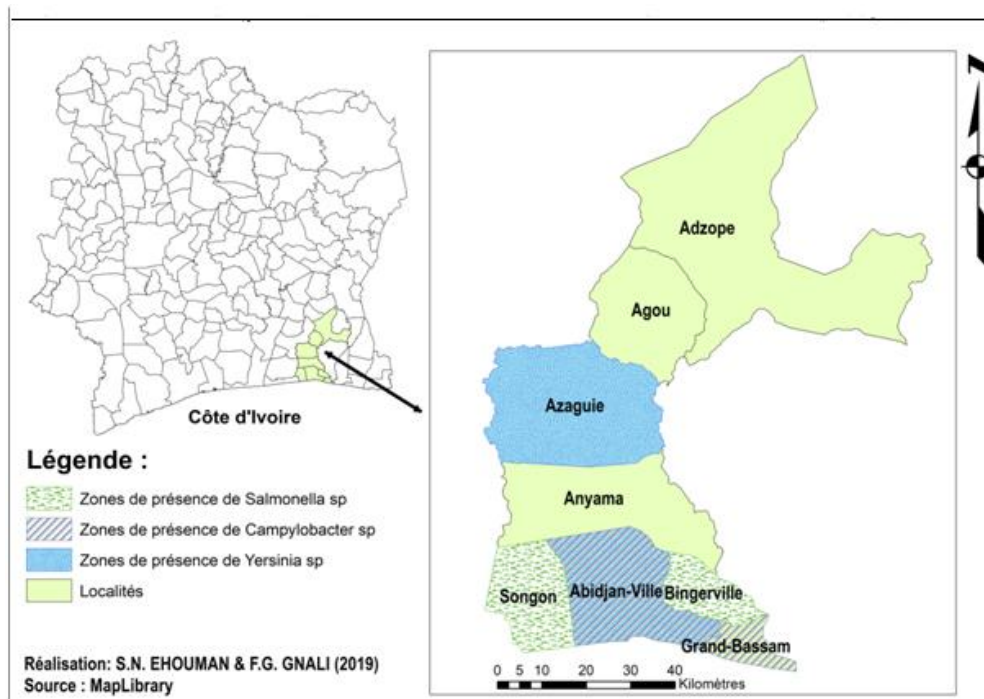 Côte d'Ivoire
Légende :
Zones de présence de Salmonella sp
Zones de présence de Campylobacter sp
Zones de présence de Yersinia sp
Localités
Réalisation: S.N. EHOUMAN & F.G. GNALI (2019)
Source : MapLibrary
Adzope
Agou
Azaguie
Anyama
Songon
Abidjan-Ville
Bingerville
Grand-Bassam
0 5 10 20 30 40
Kilomètres